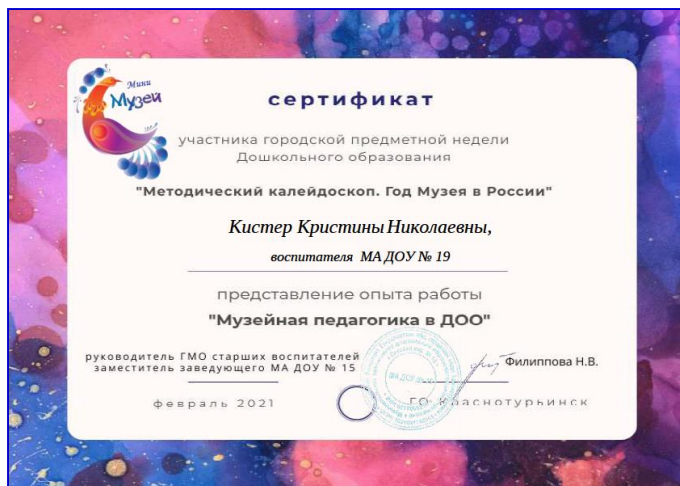 Мини
Музей
сертификат
участника городской предметной недели
Дошкольного образования
"Методический калейдоскоп. Год Музея в России"
Кистер Кристины Николаевны,
воспитателя МА ДОУ № 19
представление опыта работы
"Музейная педагогика в ДОО"
руководитель ГМО старших воспитателей
заместитель заведующего МА ДОУ № 15
Филиппова Н.В.
февраль 2021
ГО Краснотурьинск